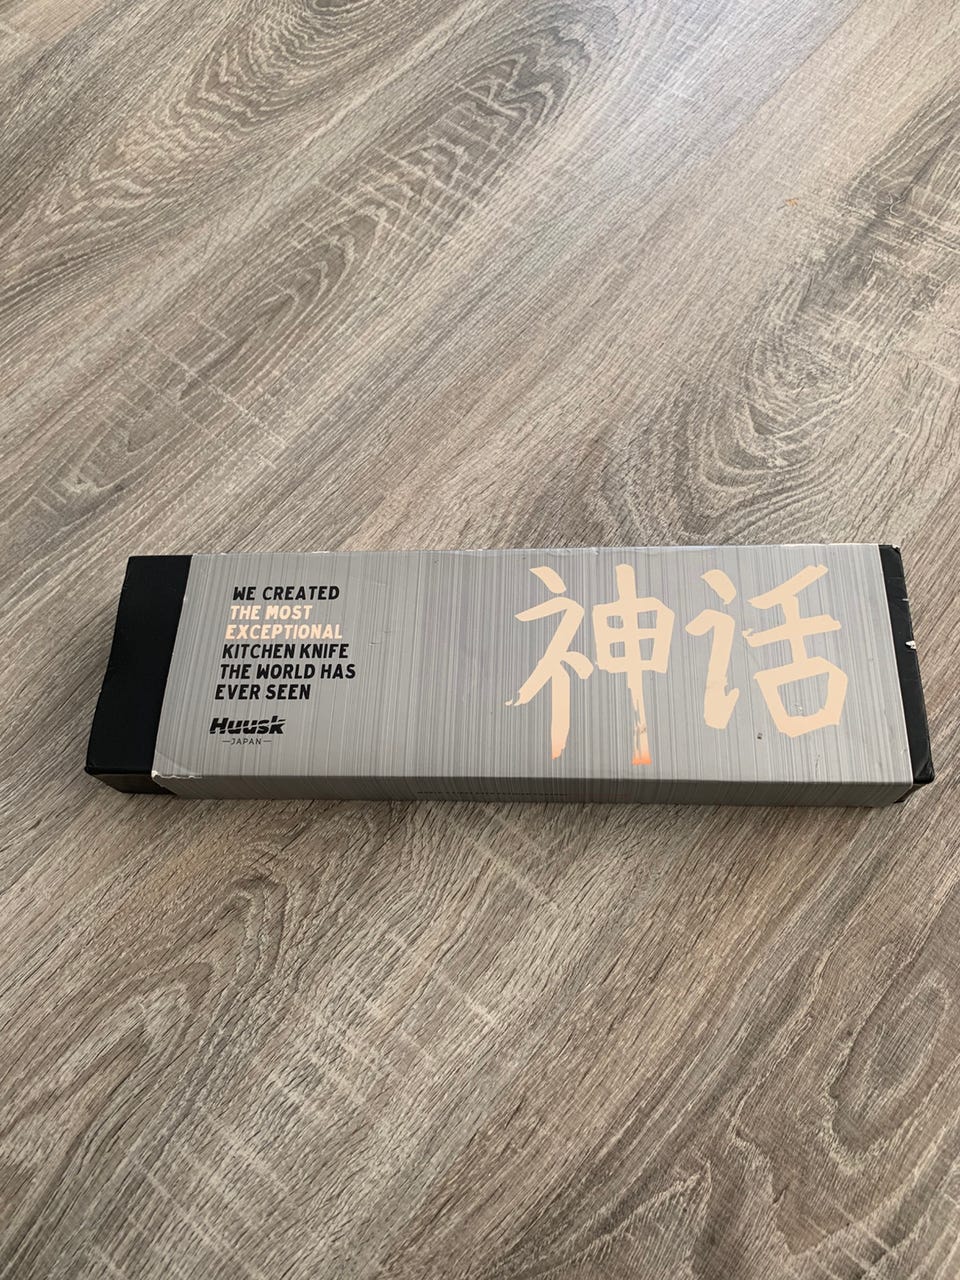 WE CREATED
THE MOST
EXCEPTIONAL
KITCHEN KNIFE
THE WORLD HAS
EVER SEEN
Huusk
JAPAN
神话